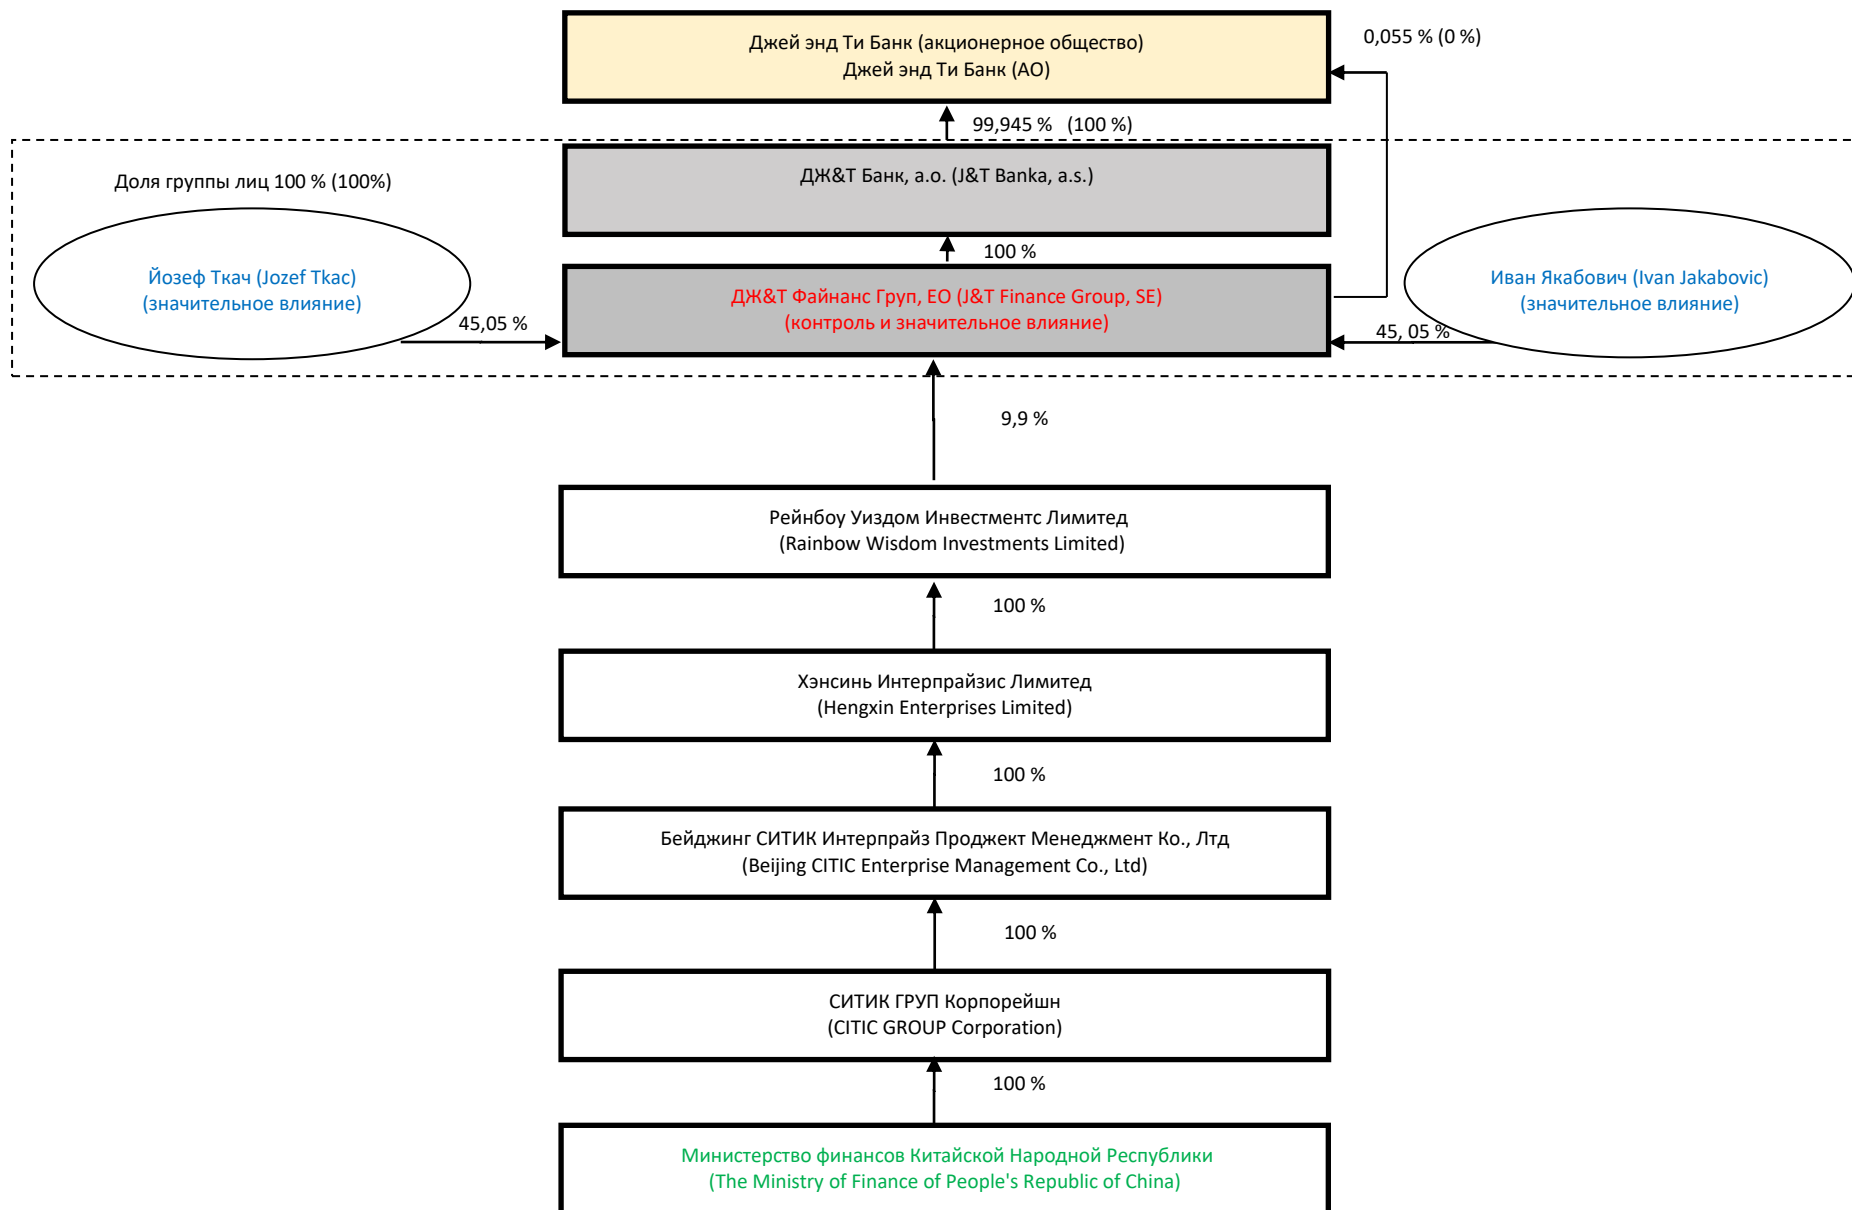 Джей энд Ти Банк (акционерное общество)
Джей энд Ти Банк (АО)
0,055 % (0 %)
99,945 % (100 %)
Доля группы лиц 100 % (100%)
ДЖ&Т Банк, а.о. (J&T Banka, a.s.)
100 %
Йозеф Ткач (Jozef Tkac)
(значительное влияние)
45,05 %
ДЖ&Т Файнанс Груп, ЕО (J&T Finance Group, SE)
(контроль и значительное влияние)
Иван Якабович (Ivan Jakabovic)
(значительное влияние)
45, 05 %
9,9 %
Рейнбоу Уиздом Инвестментс Лимитед
(Rainbow Wisdom Investments Limited)
100 %
Хэнсинь Интерпрайзис Лимитед
(Hengxin Enterprises Limited)
100 %
Бейджинг СИТИК Интерпрайз Проджект Менеджмент Ко., Лтд
(Beijing CITIC Enterprise Management Co., Ltd)
100 %
СИТИК ГРУП Корпорейшн
(CITIC GROUP Corporation)
100 %
Министерство финансов Китайской Народной Республики
(The Ministry of Finance of People's Republic of China)